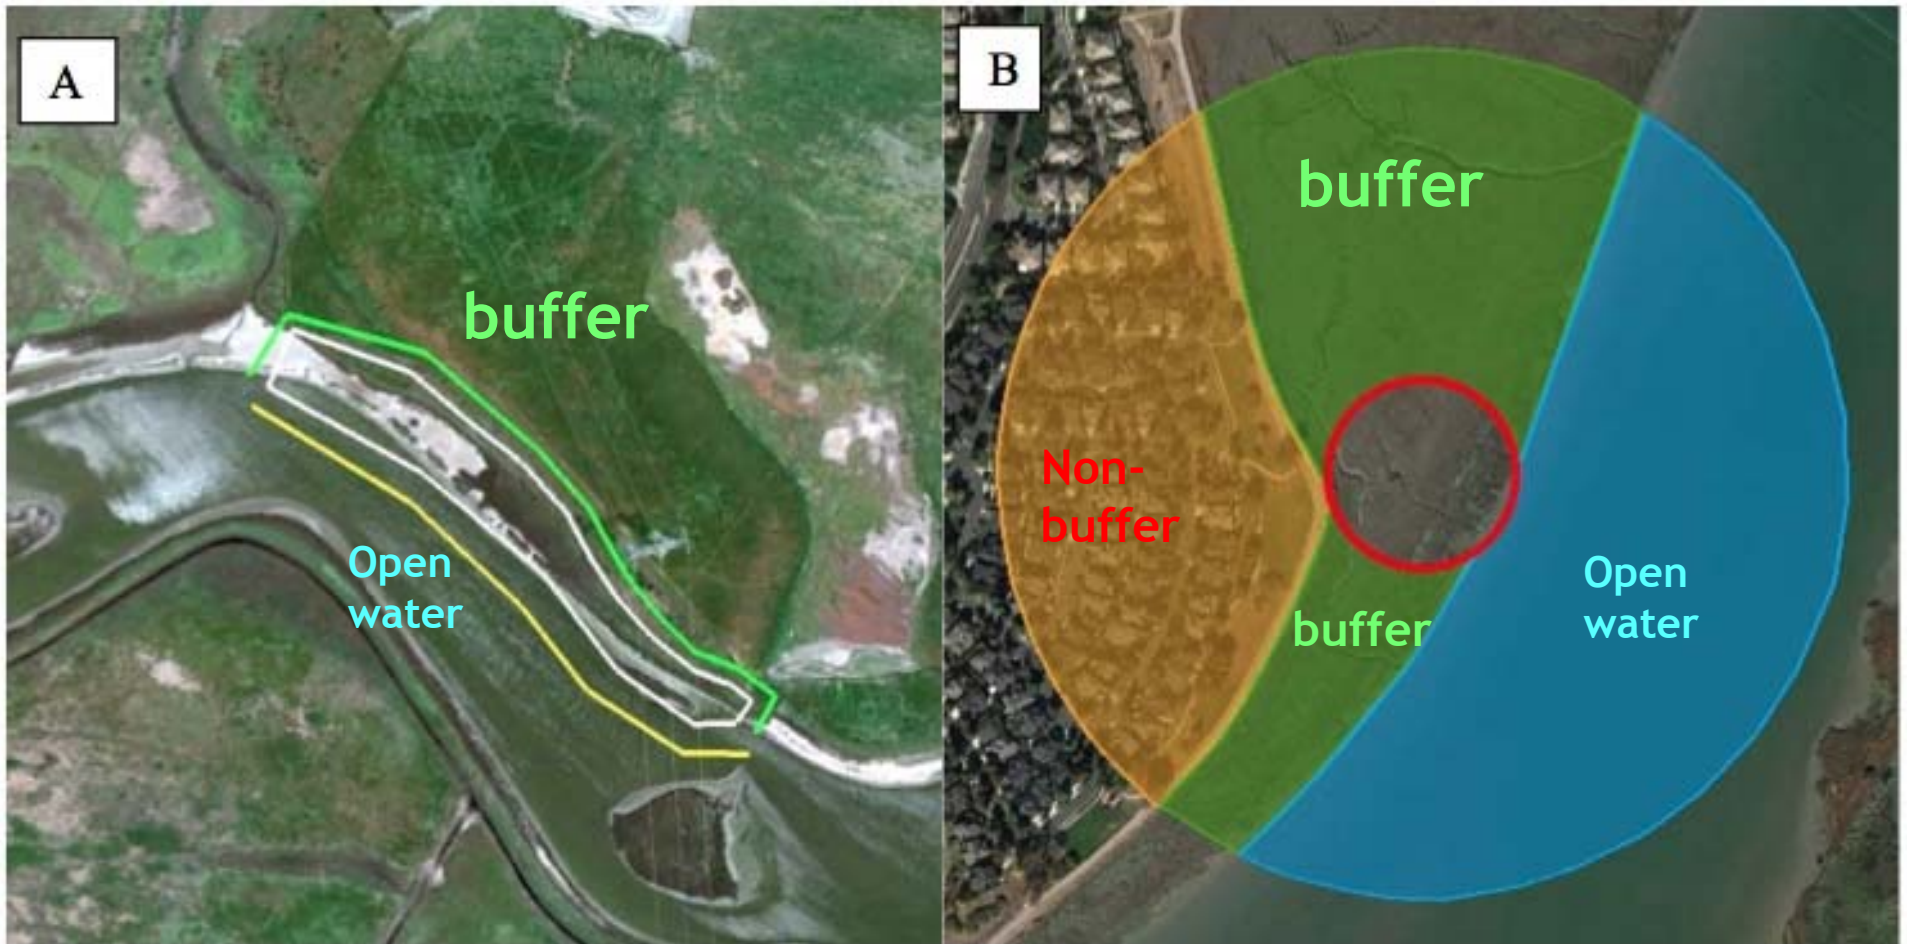 A
buffer
Open
water
B
buffer
Non-
buffer
buffer
Open
water